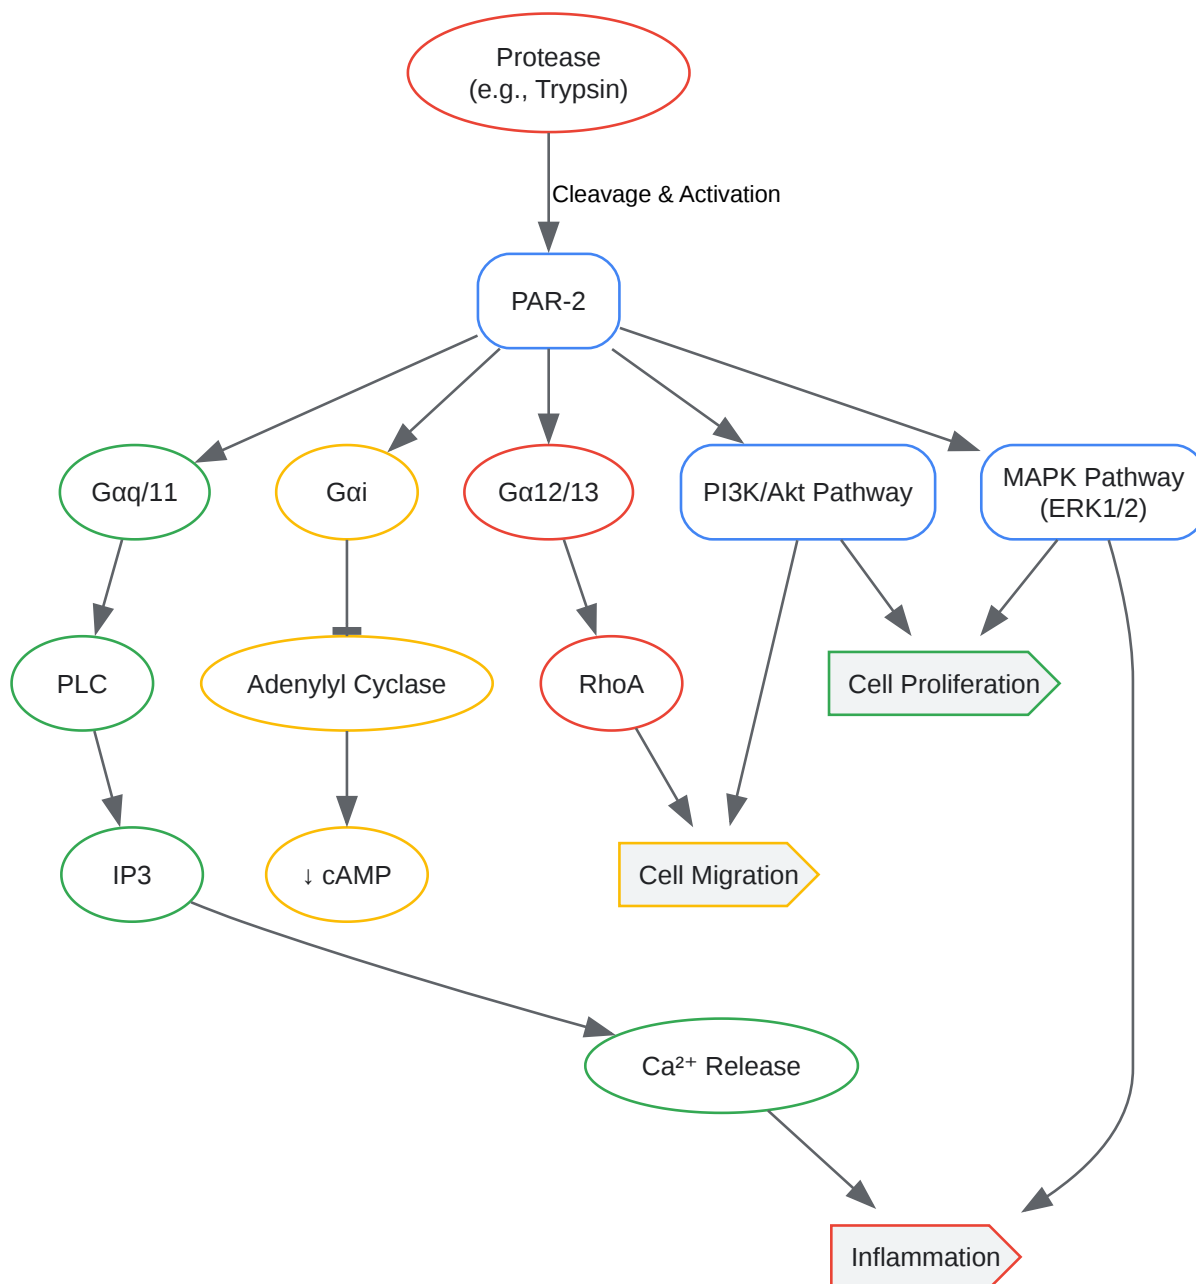 Protease
(e.g., Trypsin)
Cleavage & Activation
PAR-2
Gαq/11
Gαi
Gα12/13
PI3K/Akt Pathway
MAPK Pathway
(ERK1/2)
PLC
Adenylyl Cyclase
RhoA
Cell Proliferation
IP3
↓ cAMP
Cell Migration
Ca²⁺ Release
Inflammation